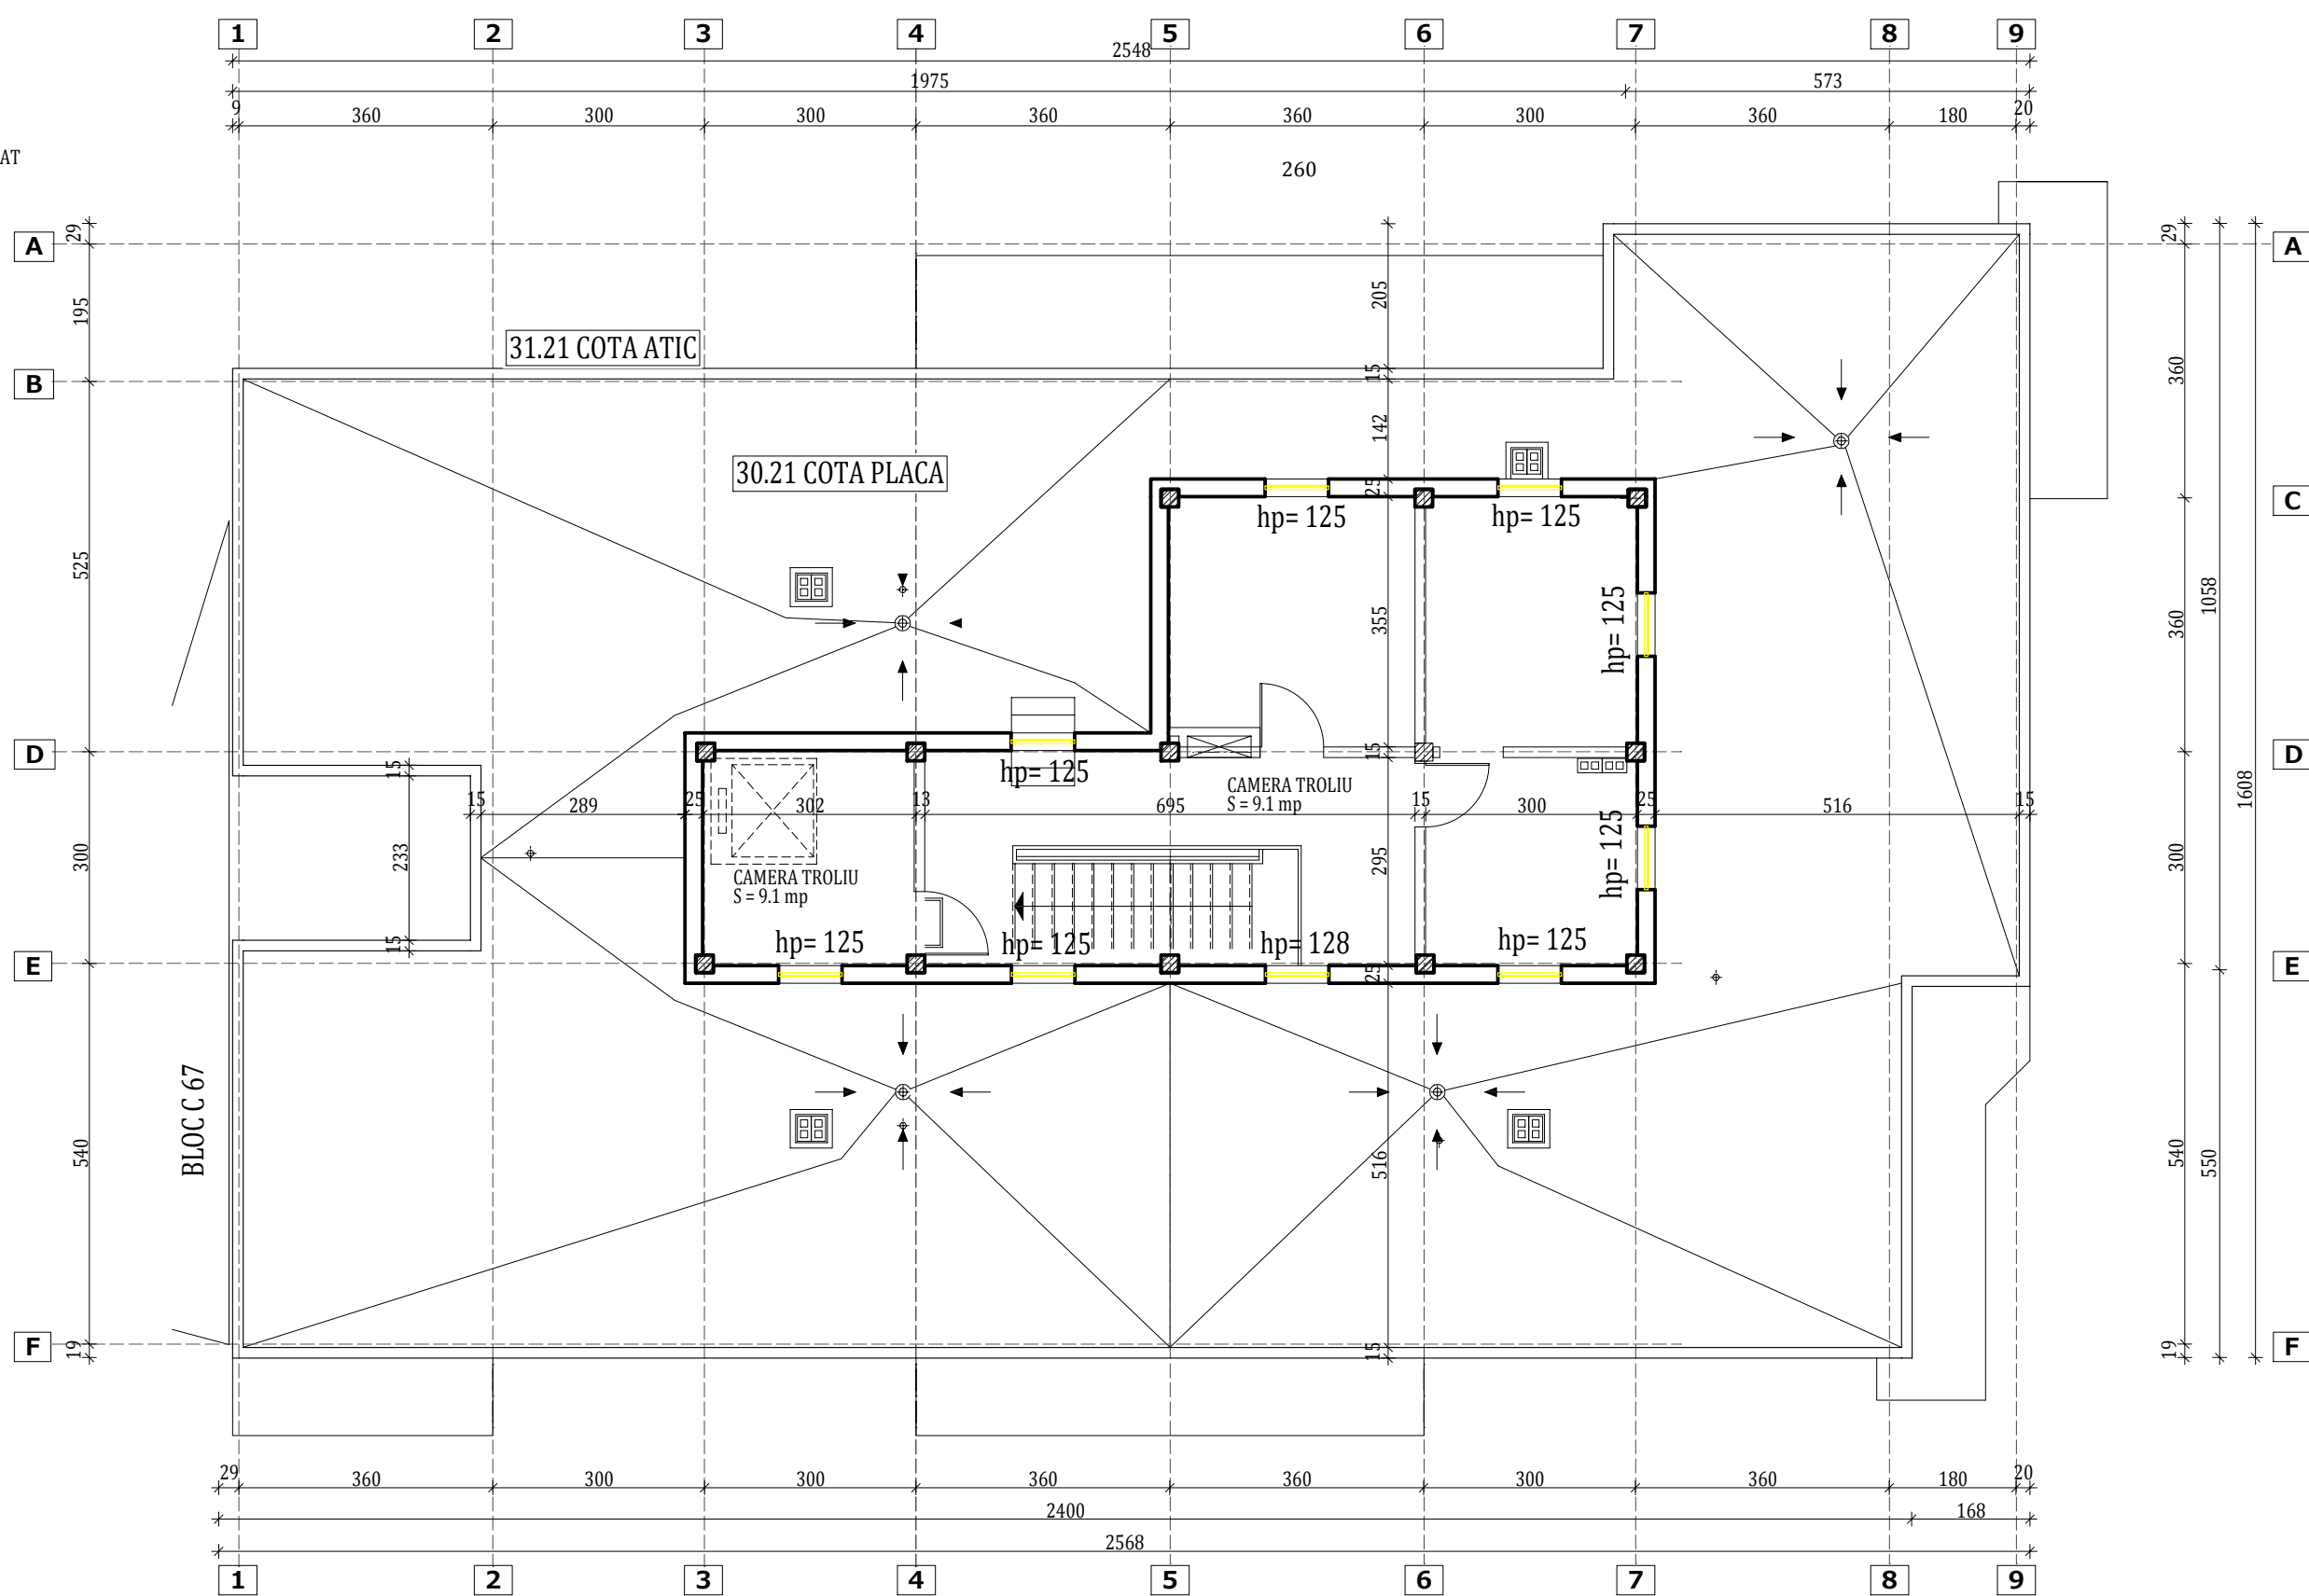 1 2 3 4 5 6 7 8 9
2548
1975 573
9 360 300 300 360 360 300 360 180 20
AT
260
29 29
A A
195 205 360
31.21 COTA ATIC
B 15
142
30.21 COTA PLACA
25
C
hp= 125 hp= 125
525 355 hp= 125 360 1058
D 15 15 D
hp= 125
CAMERA TROLIU
S = 9.1 mp
1608
15 289 25 302 13 695 15 300 25 516 15
300 233 295 hp= 125 300
CAMERA TROLIU
S = 9.1 mp
hp= 125 hp= 125 hp= 128 hp= 125
15
E 25 E
BLOC C 67
540 516 540 550
F 19 15 19 F
29 360 300 300 360 360 300 360 180 20
2400 168
2568
1 2 3 4 5 6 7 8 9